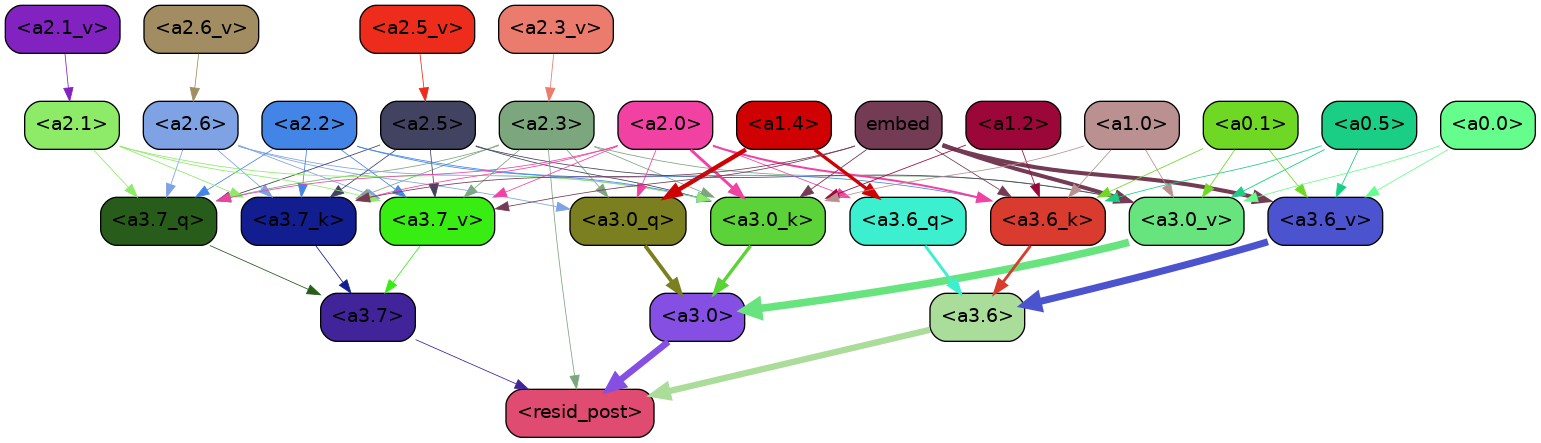 <a2.1_v> <a2.6_v> <a2.5_v> <a2.3_v>
<a2.1> <a2.6> <a2.2> <a2.5> <a2.3> <a2.0> <a1.4> embed <a1.2> <a1.0> <a0.1> <a0.5> <a0.0>
<a3.7_q> <a3.7_k> <a3.7_v> <a3.0_q> <a3.0_k> <a3.6_q> <a3.6_k> <a3.0_v> <a3.6_v>
<a3.7> <a3.0> <a3.6>
<resid_post>